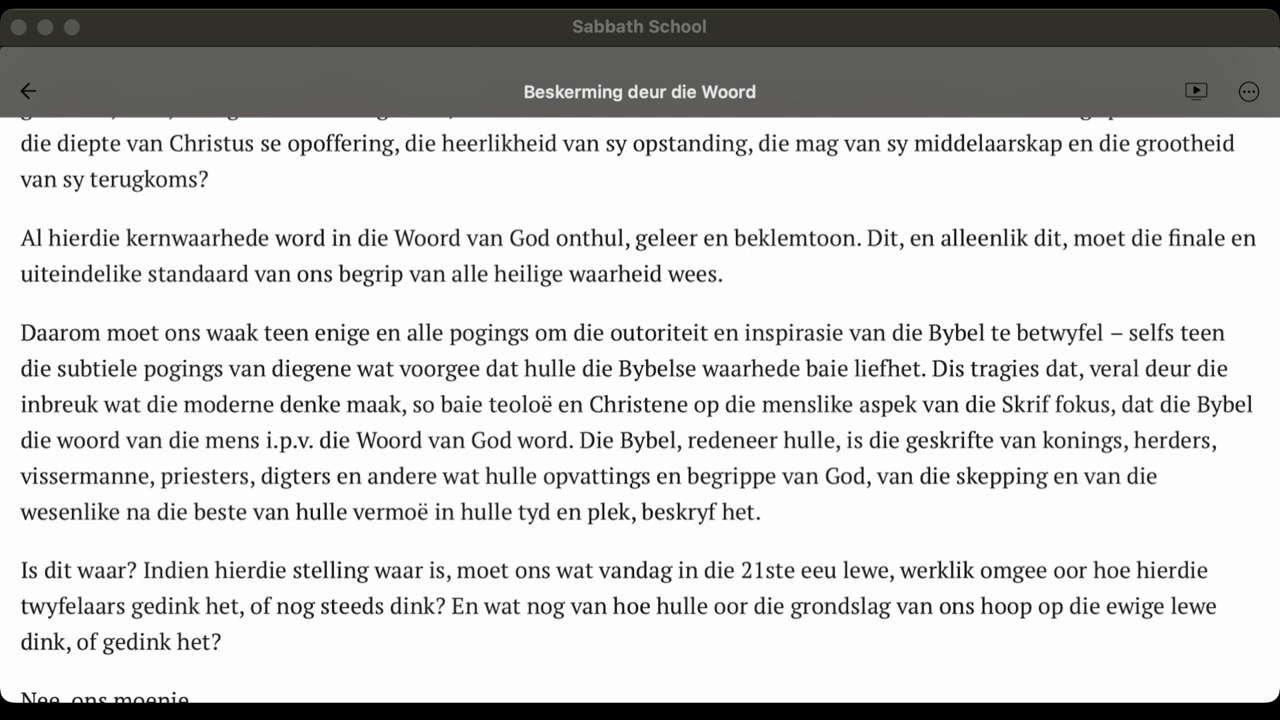 Sabbath School
Beskerming deur die Woord
die diepte van Christus se opoffering, die heerlikheid van sy opstanding, die mag van sy middelaarskap en die grootheid
van sy terugkoms?
Al hierdie kernwaarhede word in die Woord van God onthul, geleer en beklemtoon. Dit, en alleenlik dit, moet die finale en
uiteindelike standaard van ons begrip van alle heilige waarheid wees.
Daarom moet ons waak teen enige en alle pogings om die outoriteit en inspirasie van die Bybel te betwyfel – selfs teen
die subtiele pogings van diegene wat voorgee dat hulle die Bybelse waarhede baie liefhet. Dis tragies dat, veral deur die
inbreuk wat die moderne denke maak, so baie teoloë en Christene op die menslike aspek van die Skrif fokus, dat die Bybel
die woord van die mens i.p.v. die Woord van God word. Die Bybel, redeneer hulle, is die geskrifte van konings, herders,
vissermanne, priesters, digters en andere wat hulle opvattings en begrippe van God, van die skepping en van die
wesenlike na die beste van hulle vermoë in hulle tyd en plek, beskryf het.
Is dit waar? Indien hierdie stelling waar is, moet ons wat vandag in die 21ste eeu lewe, werklik omgee oor hoe hierdie
twyfelaars gedink het, of nog steeds dink? En wat nog van hoe hulle oor die grondslag van ons hoop op die ewige lewe
dink, of gedink het?
Nee, ons moenie